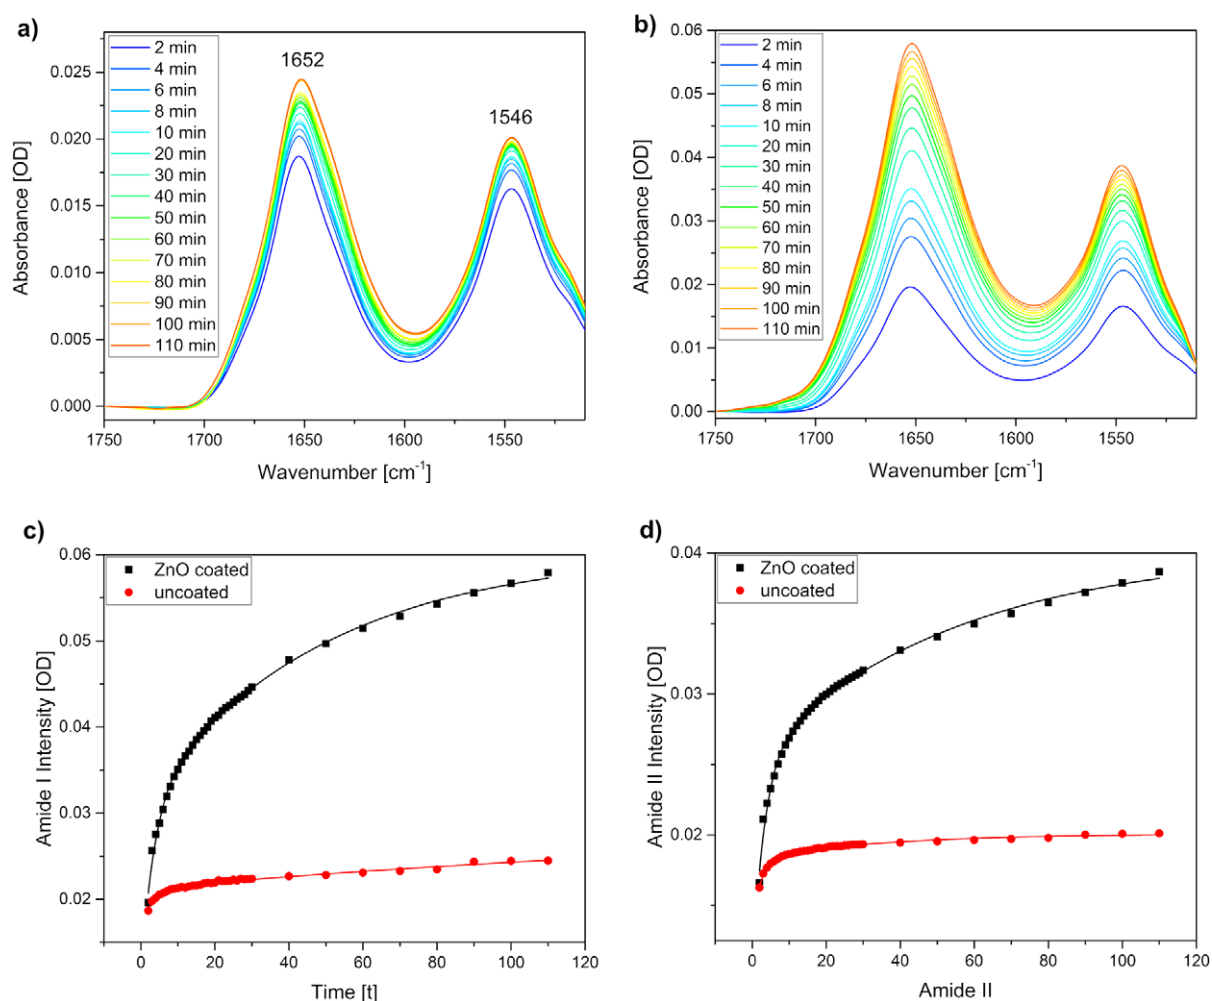 a)
2 min
4 min
6 min
8 min
10 min
20 min
30 min
40 min
50 min
60 min
70 min
80 min
90 min
100 min
110 min
1652
1546
0.025
0.020
0.015
0.010
0.005
0.000
Absorbance [OD]
1750 1700 1650 1600 1550
Wavenumber [cm⁻¹]
b)
2 min
4 min
6 min
8 min
10 min
20 min
30 min
40 min
50 min
60 min
70 min
80 min
90 min
100 min
110 min
0.06
0.05
0.04
0.03
0.02
0.01
0.00
Absorbance [OD]
1750 1700 1650 1600 1550
Wavenumber [cm⁻¹]
c)
ZnO coated
uncoated
0.06
0.05
0.04
0.03
0.02
Amide I Intensity [OD]
0 20 40 60 80 100 120
Time [t]
d)
ZnO coated
uncoated
0.04
0.03
0.02
Amide II Intensity [OD]
0 20 40 60 80 100 120
Amide II